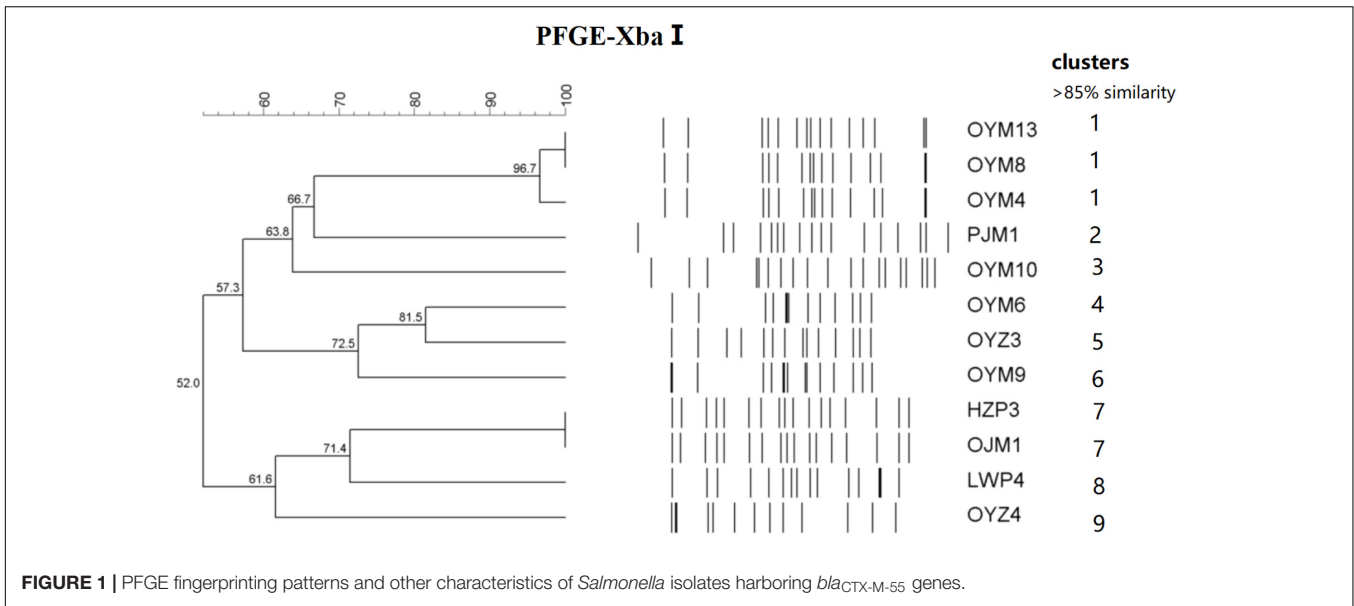 PFGE-Xba I
clusters
>85% similarity
60 70 80 90 100
OYM13 1
96.7
OYM8 1
66.7
OYM4 1
63.8
PJM1 2
OYM10 3
57.3
OYM6 4
81.5
OYZ3 5
72.5
OYM9 6
52.0
HZP3 7
71.4
OJM1 7
61.6
LWP4 8
OYZ4 9
FIGURE 1 | PFGE fingerprinting patterns and other characteristics of Salmonella isolates harboring blaCTX-M-55 genes.